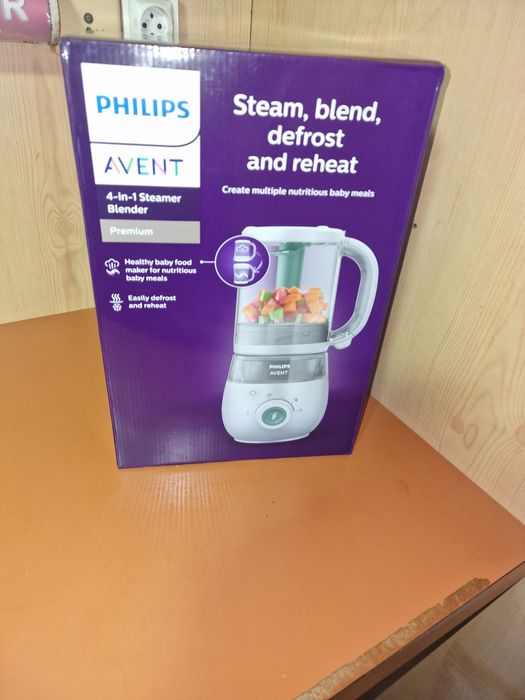 R
PHILIPS
AVENT
4-in-1 Steamer
Blender
Premium
Healthy baby food
maker for nutritious
baby meals
Easily defrost
and reheat
Steam, blend,
defrost
and reheat
Create multiple nutritious baby meals
PHILIPS
AVENT